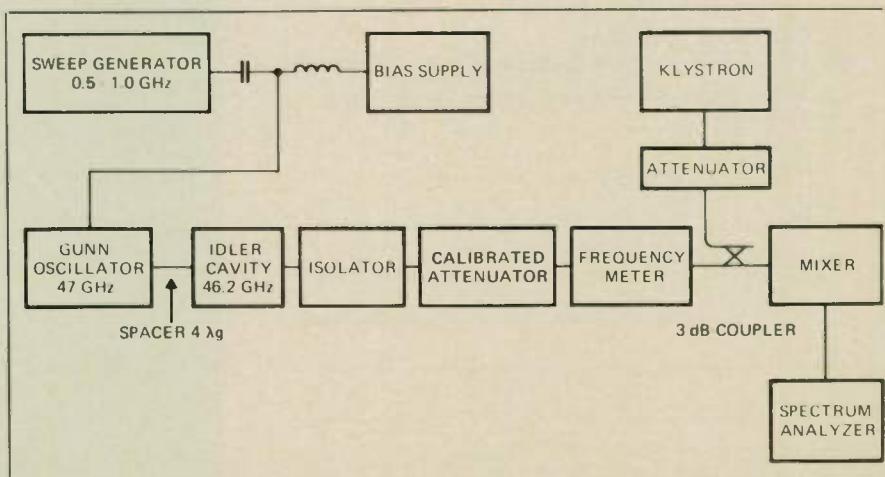 SWEEP GENERATOR
0.5 - 1.0 GHz
BIAS SUPPLY
KLYSTRON
ATTENUATOR
GUNN
OSCILLATOR
47 GHz
IDLER
CAVITY
46.2 GHz
ISOLATOR
CALIBRATED
ATTENUATOR
FREQUENCY
METER
MIXER
SPACER 4 λg
3 dB COUPLER
SPECTRUM
ANALYZER